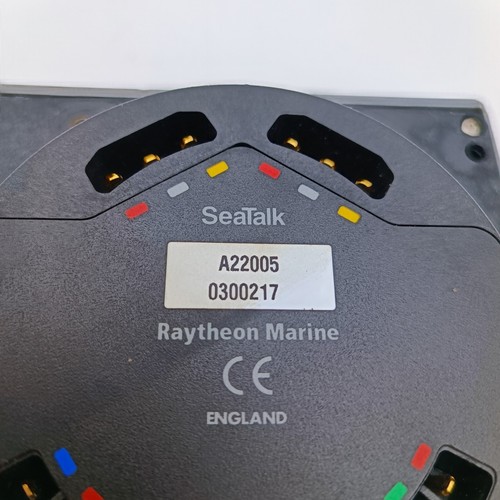 SeaTalk
A22005
0300217
Raytheon Marine
CE
ENGLAND